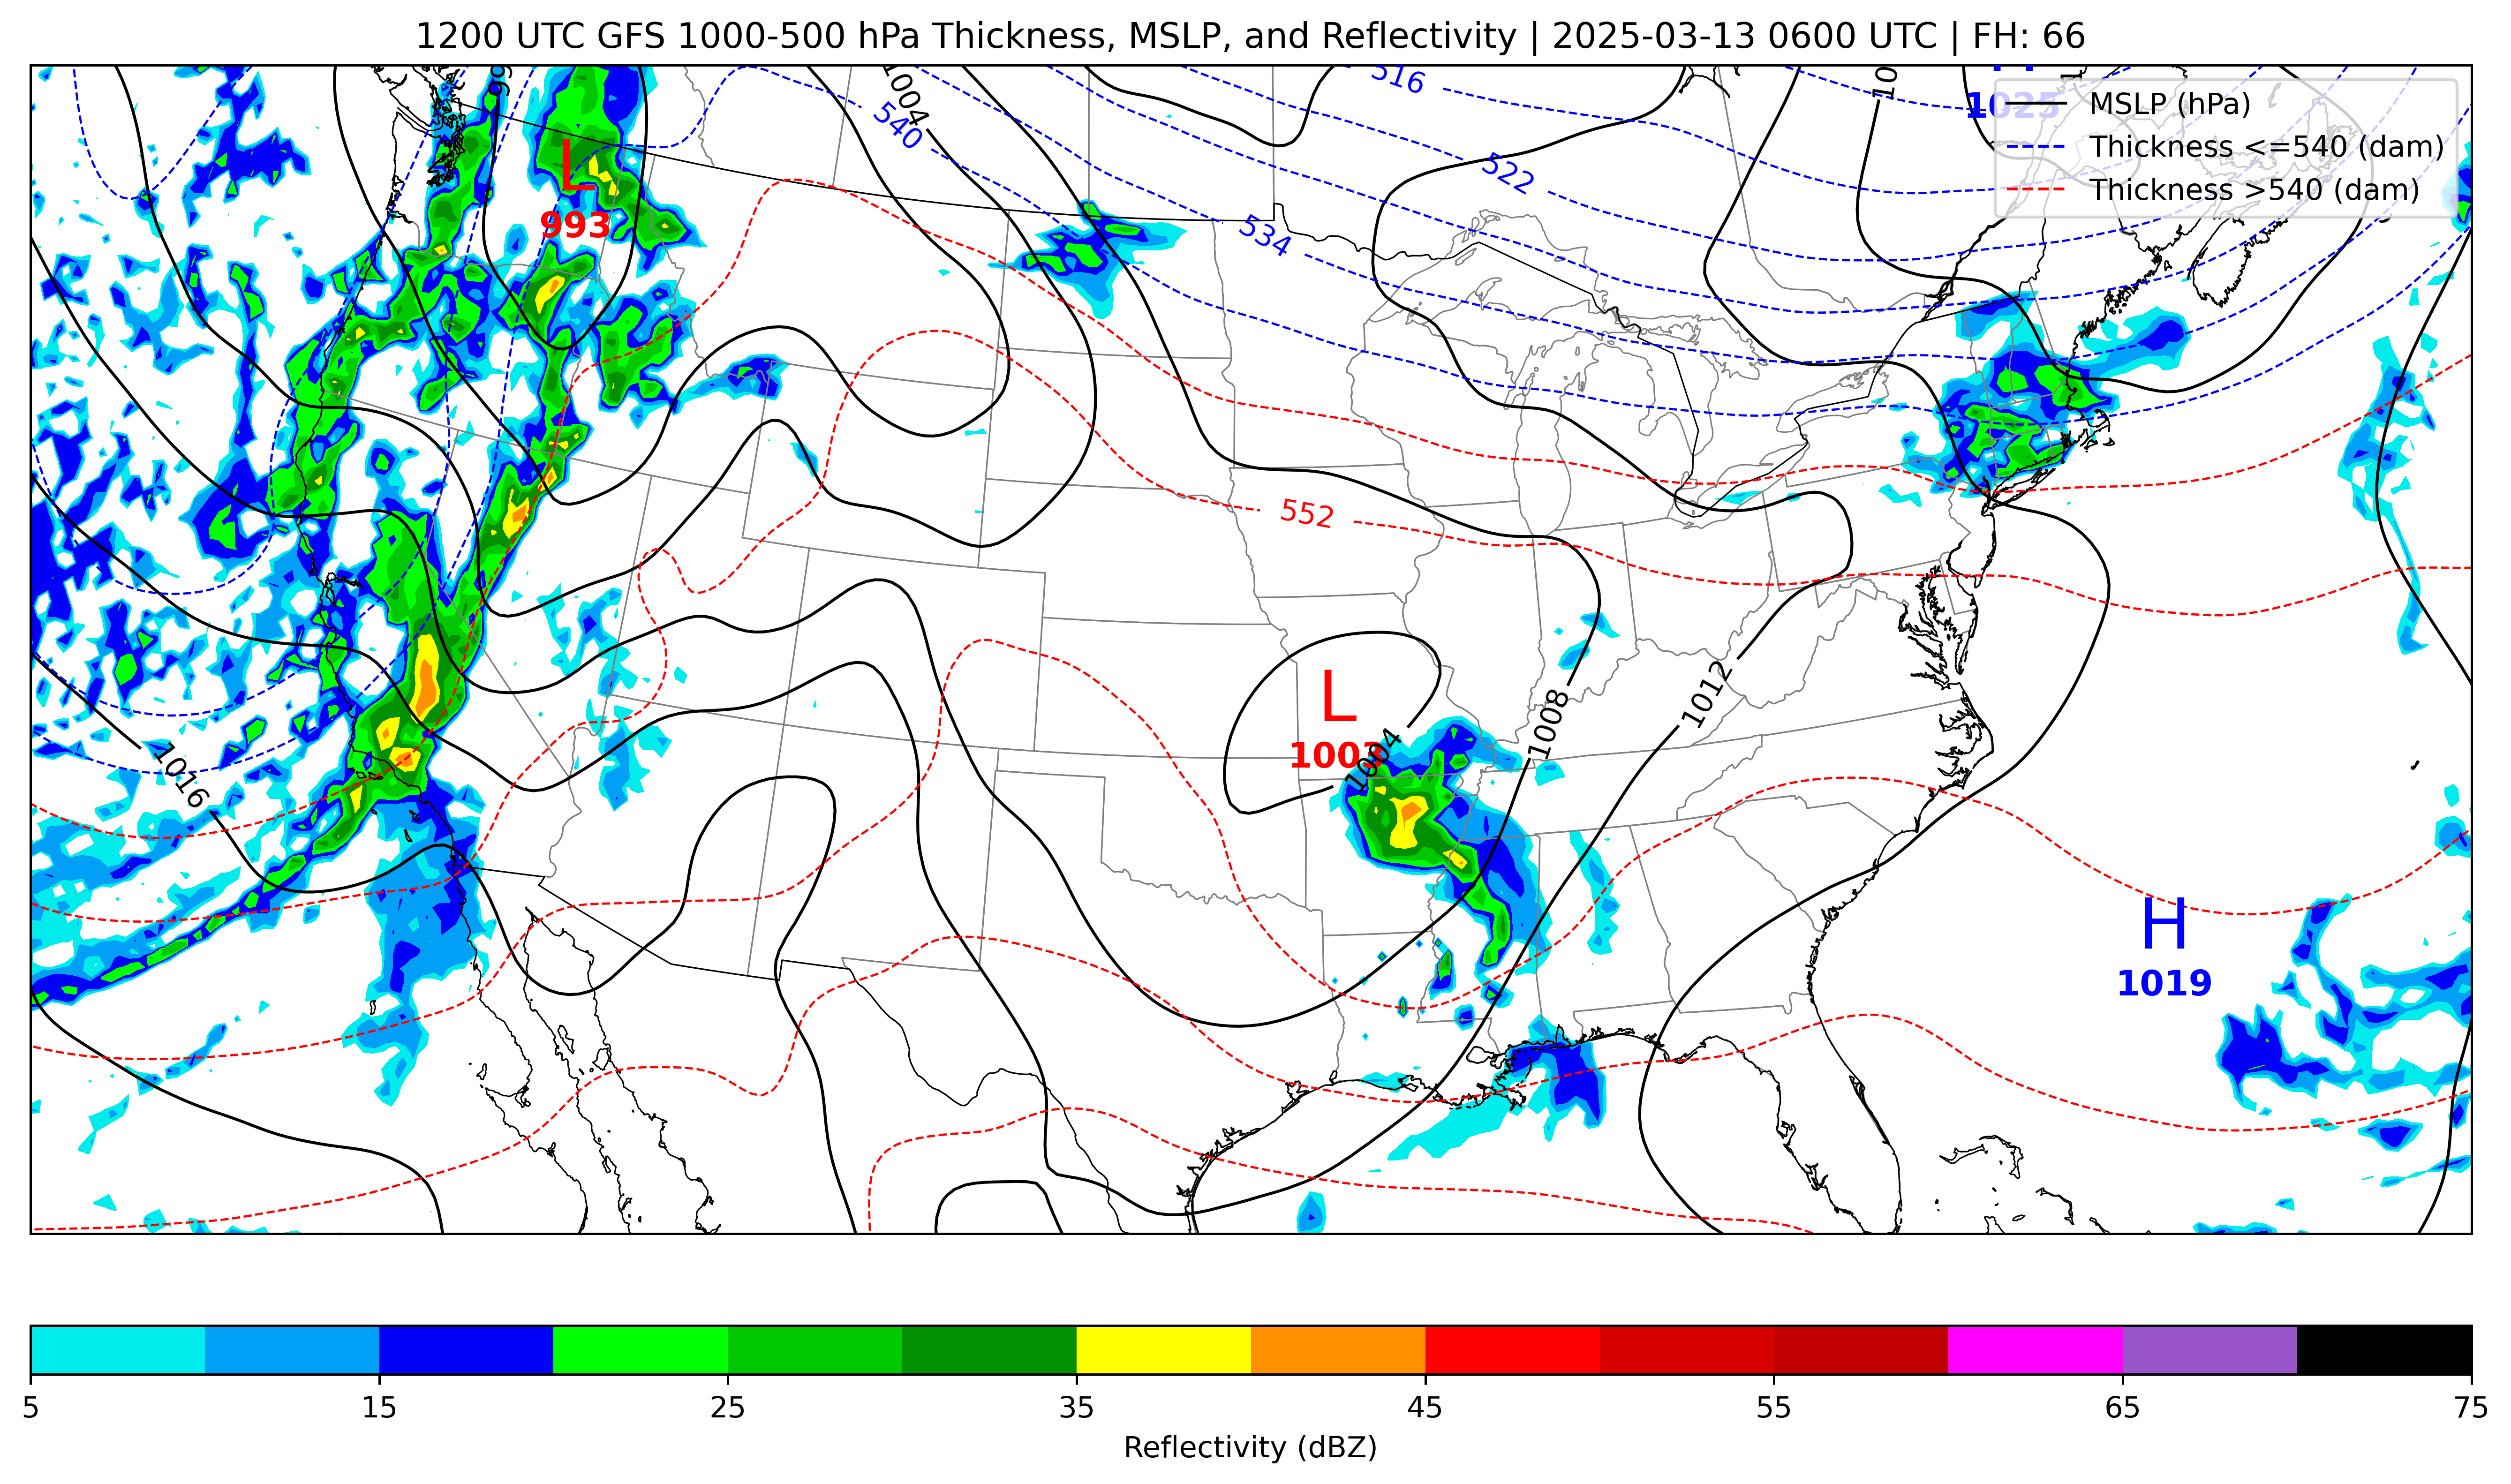 1200 UTC GFS 1000-500 hPa Thickness, MSLP, and Reflectivity | 2025-03-13 0600 UTC | FH: 66
1004
516
540
522
534
1025
MSLP (hPa)
Thickness <=540 (dam)
Thickness >540 (dam)
L
993
552
L
1003
1004
1008
1012
1016
H
1019
5 15 25 35 45 55 65 75
Reflectivity (dBZ)